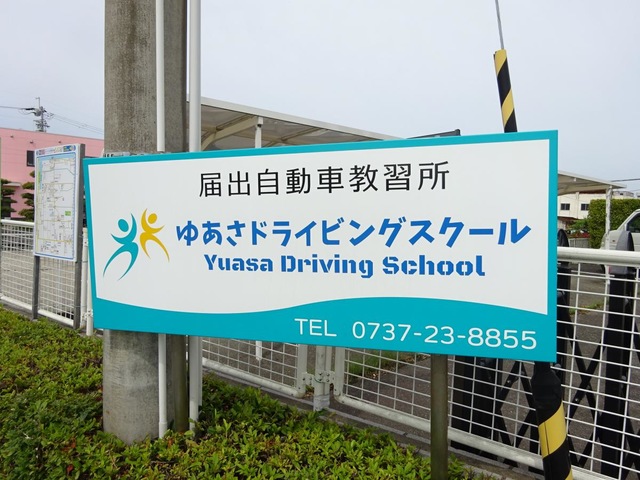 届出自動車教習所
ゆあさドライビングスクール
Yuasa Driving School
TEL 0737-23-8855